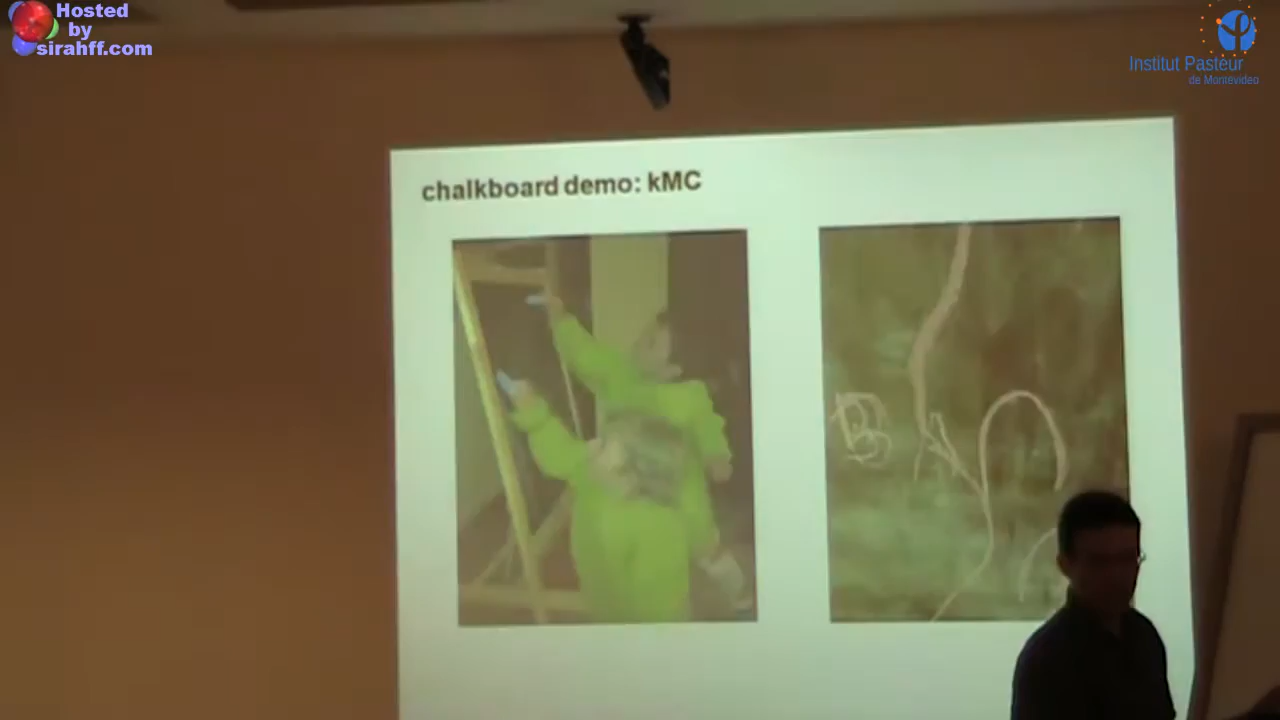 Hosted
by
sirahff.com
Institut Pasteur
de Montevideo
chalkboard demo: kMC
B